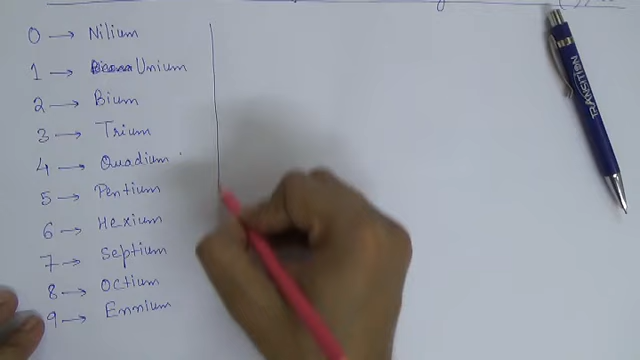 0 → Nilium
1 → Unium
2 → Bium
3 → Trium
4 → Quadium
5 → Pentium
6 → Hexium
7 → Septium
8 → Octium
9 → Ennium
TRANSITION